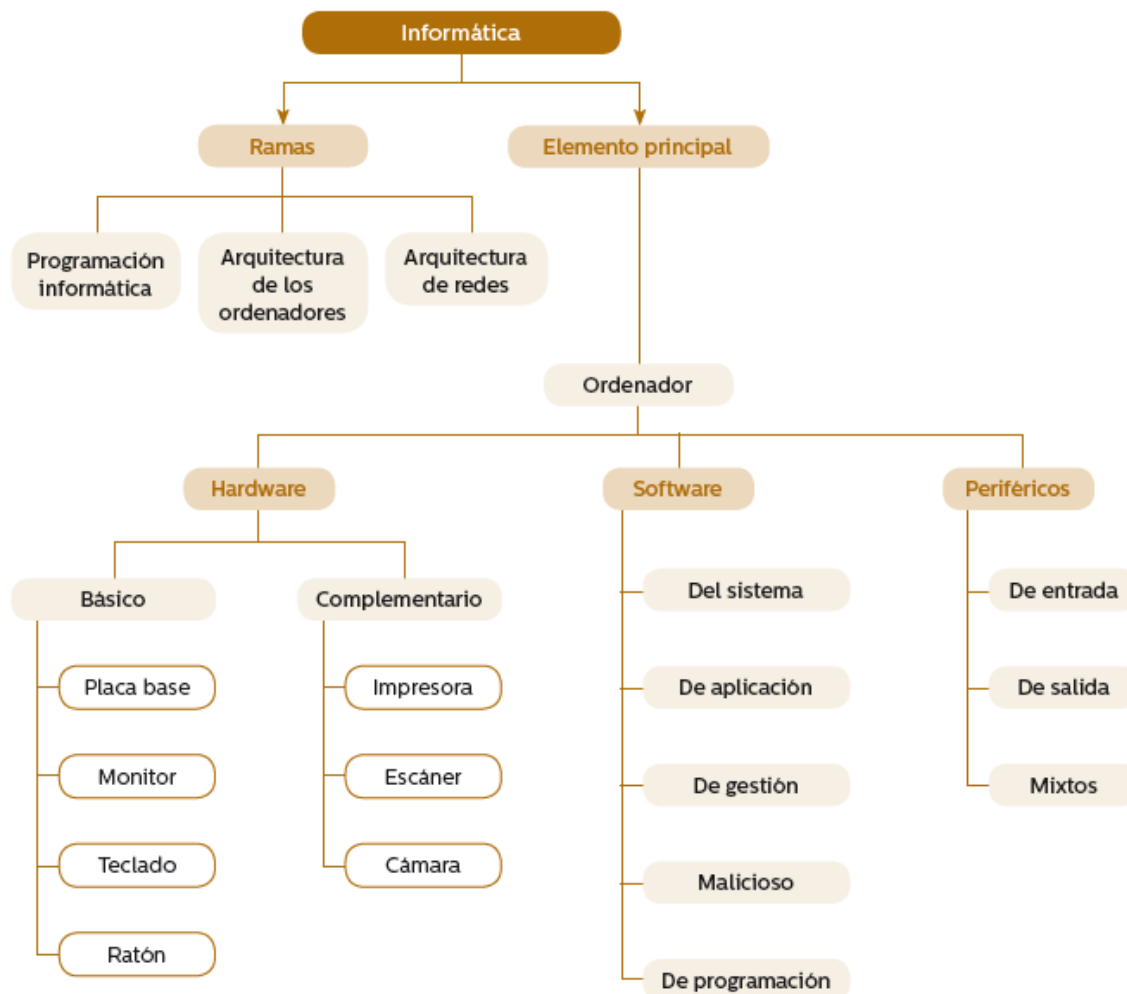 Informática
Ramas
Elemento principal
Programación
informática
Arquitectura
de los
ordenadores
Arquitectura
de redes
Ordenador
Hardware
Software
Periféricos
Básico
Complementario
Placa base
Monitor
Teclado
Ratón
Impresora
Escáner
Cámara
Del sistema
De aplicación
De gestión
Malicioso
De programación
De entrada
De salida
Mixtos